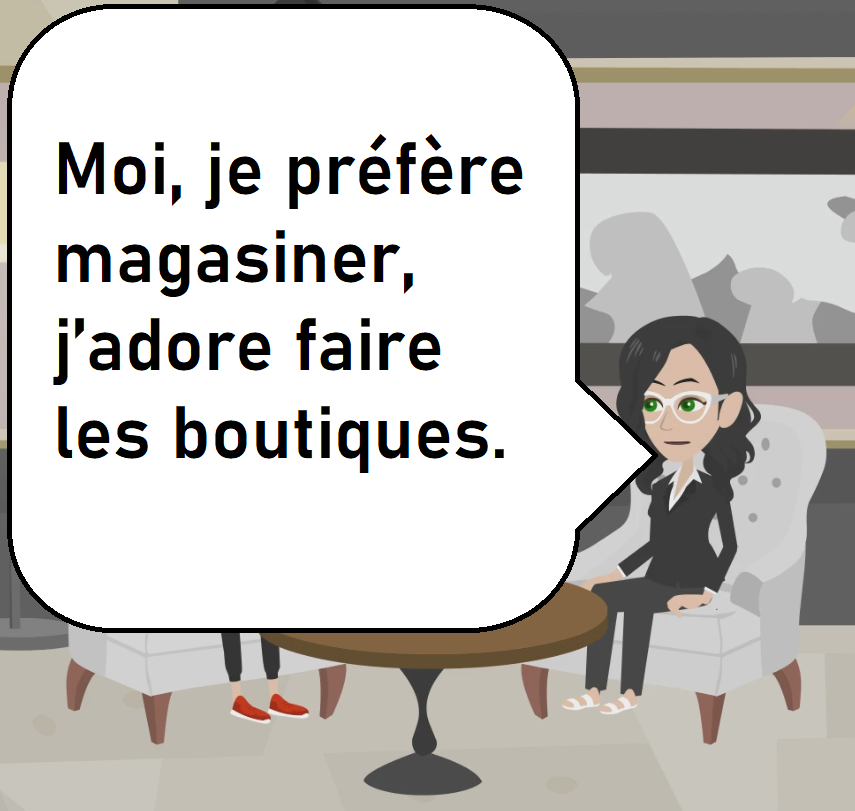 Moi, je préfère
magasiner,
j’adore faire
les boutiques.